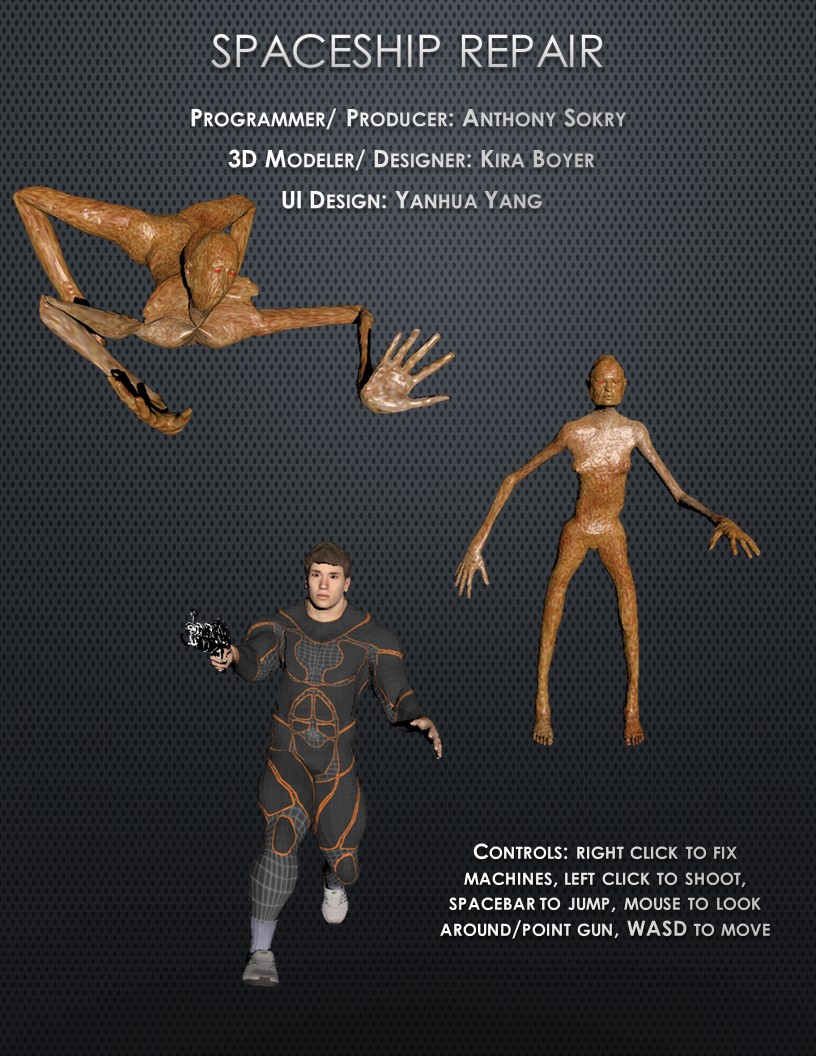 SPACESHIP REPAIR
PROGRAMMER/ PRODUCER: ANTHONY SOKRY
3D MODELER/ DESIGNER: KIRA BOYER
UI DESIGN: YANHUA YANG
CONTROLS: RIGHT CLICK TO FIX
MACHINES, LEFT CLICK TO SHOOT,
SPACEBAR TO JUMP, MOUSE TO LOOK
AROUND/POINT GUN, WASD TO MOVE